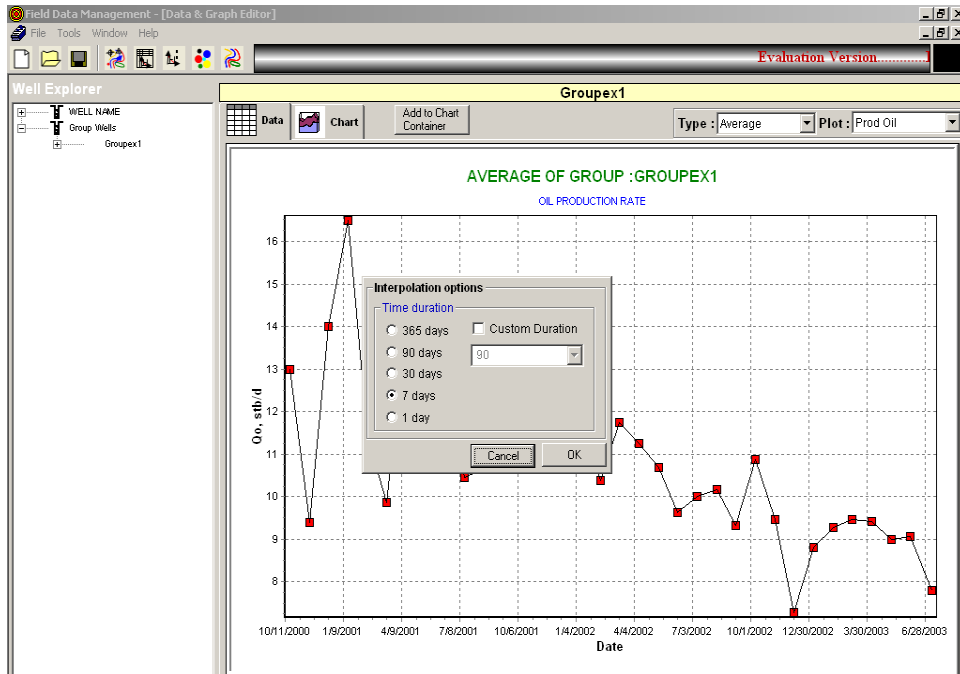 Field Data Management - [Data & Graph Editor]
File Tools Window Help
Evaluation Version.............
Well Explorer
WELL NAME
Group Wells
Groupex1
Groupex1
Data
Chart
Add to Chart
Container
Type : Average
Plot : Prod Oil
AVERAGE OF GROUP :GROUPEX1
OIL PRODUCTION RATE
Qo, stb/d
16
15
14
13
12
11
10
9
8
Interpolation options
Time duration
365 days
90 days
30 days
7 days
1 day
Custom Duration
90
Cancel
OK
10/11/2000 1/9/2001 4/9/2001 7/8/2001 10/6/2001 1/4/2002 4/4/2002 7/3/2002 10/1/2002 12/30/2002 3/30/2003 6/28/2003
Date